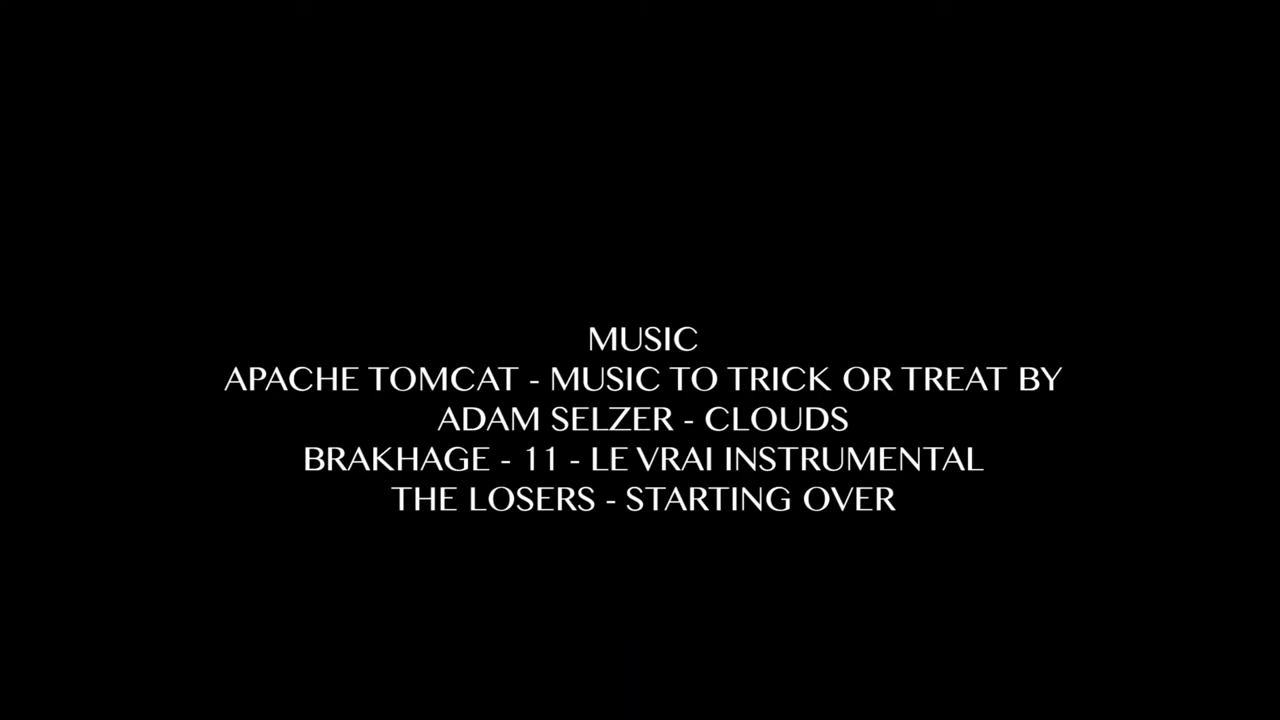 MUSIC
APACHE TOMCAT - MUSIC TO TRICK OR TREAT BY
ADAM SELZER - CLOUDS
BRAKHAGE - 11 - LE VRAI INSTRUMENTAL
THE LOSERS - STARTING OVER